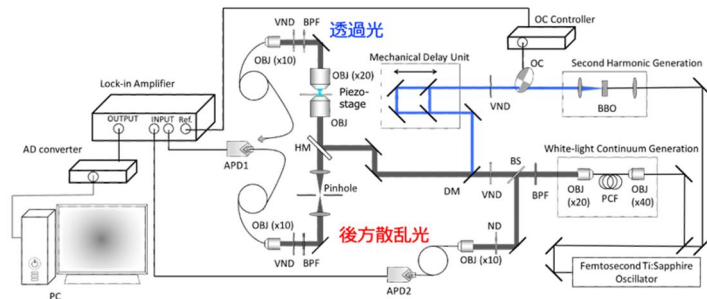 OC Controller
VND BPF
透過光
OC
Mechanical Delay Unit
Second Harmonic Generation
OBJ (x10)
OBJ (x20)
Lock-in Amplifier
Piezo-
stage
VND
BBO
OUTPUT
INPUT
Ref.
OBJ
AD converter
White-light Continuum Generation
HM
APD1
BS
Pinhole
DM
VND
BPF
OBJ
(x20)
PCF
OBJ
(x40)
OBJ (x10)
後方散乱光
ND
VND BPF
OBJ (x10)
Femtosecond Ti:Sapphire
Oscillator
PC
APD2